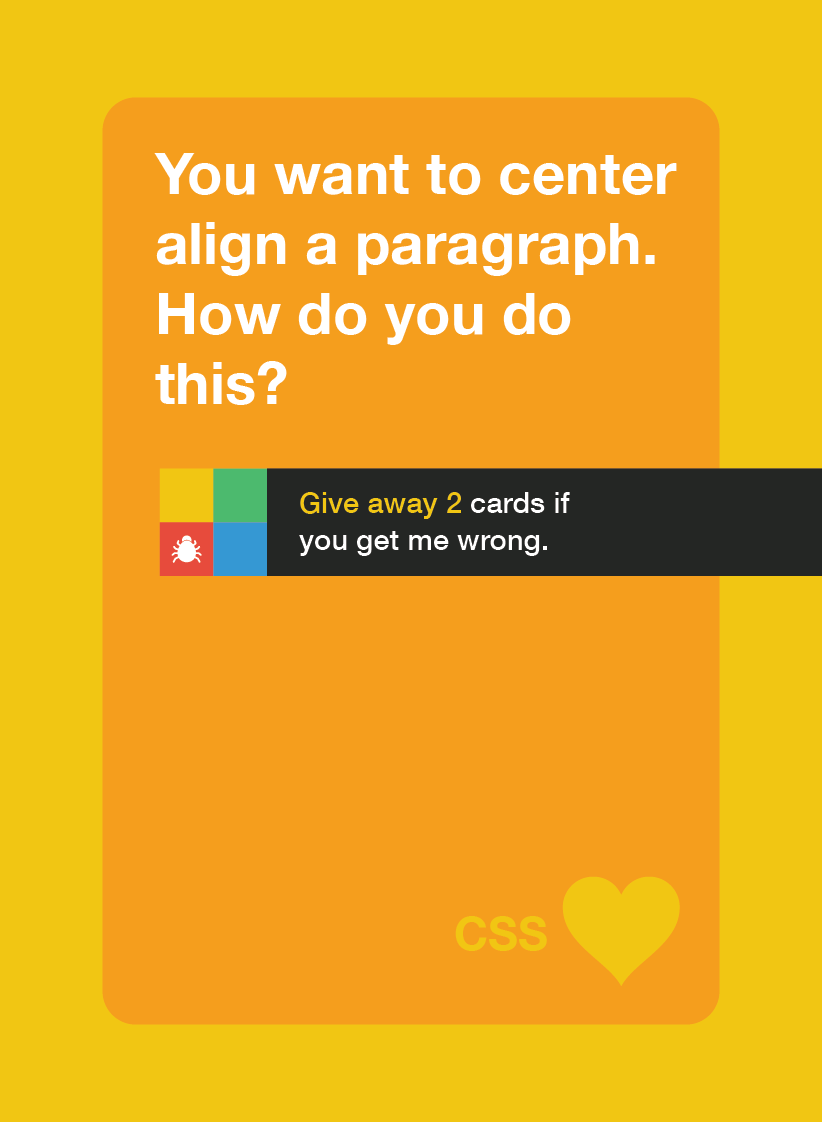 You want to center
align a paragraph.
How do you do
this?
Give away 2 cards if
you get me wrong.
CSS